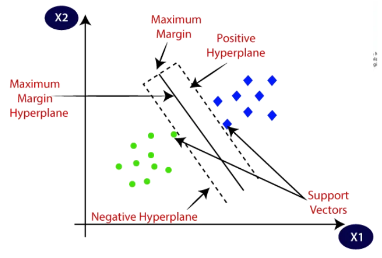 X2
Maximum
Margin
Positive
Hyperplane
Maximum
Margin
Hyperplane
Support
Vectors
Negative Hyperplane
X1